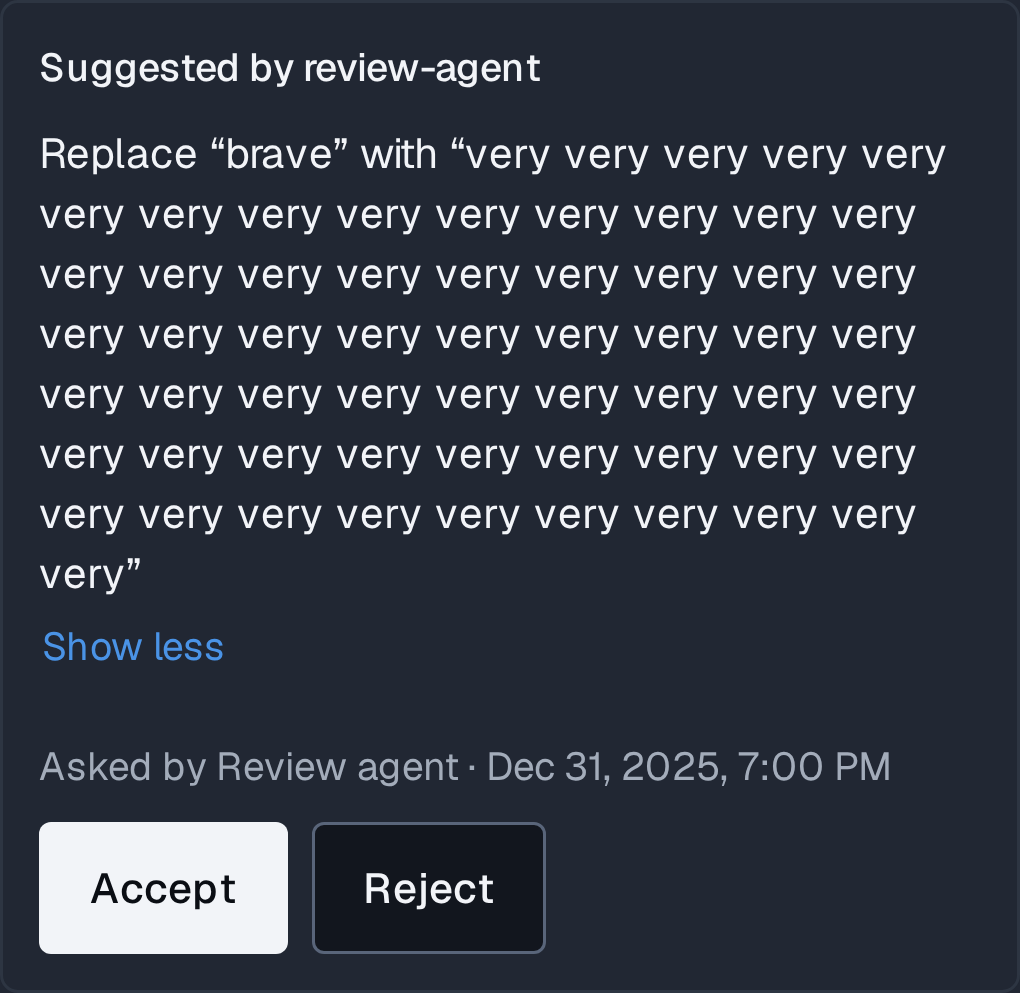 Suggested by review-agent
Replace “brave” with “very very very very very
very very very very very very very very very
very very very very very very very very very
very very very very very very very very very
very very very very very very very very very
very very very very very very very very very
very very very very very very very very very
very”
Show less
Asked by Review agent · Dec 31, 2025, 7:00 PM
Accept
Reject